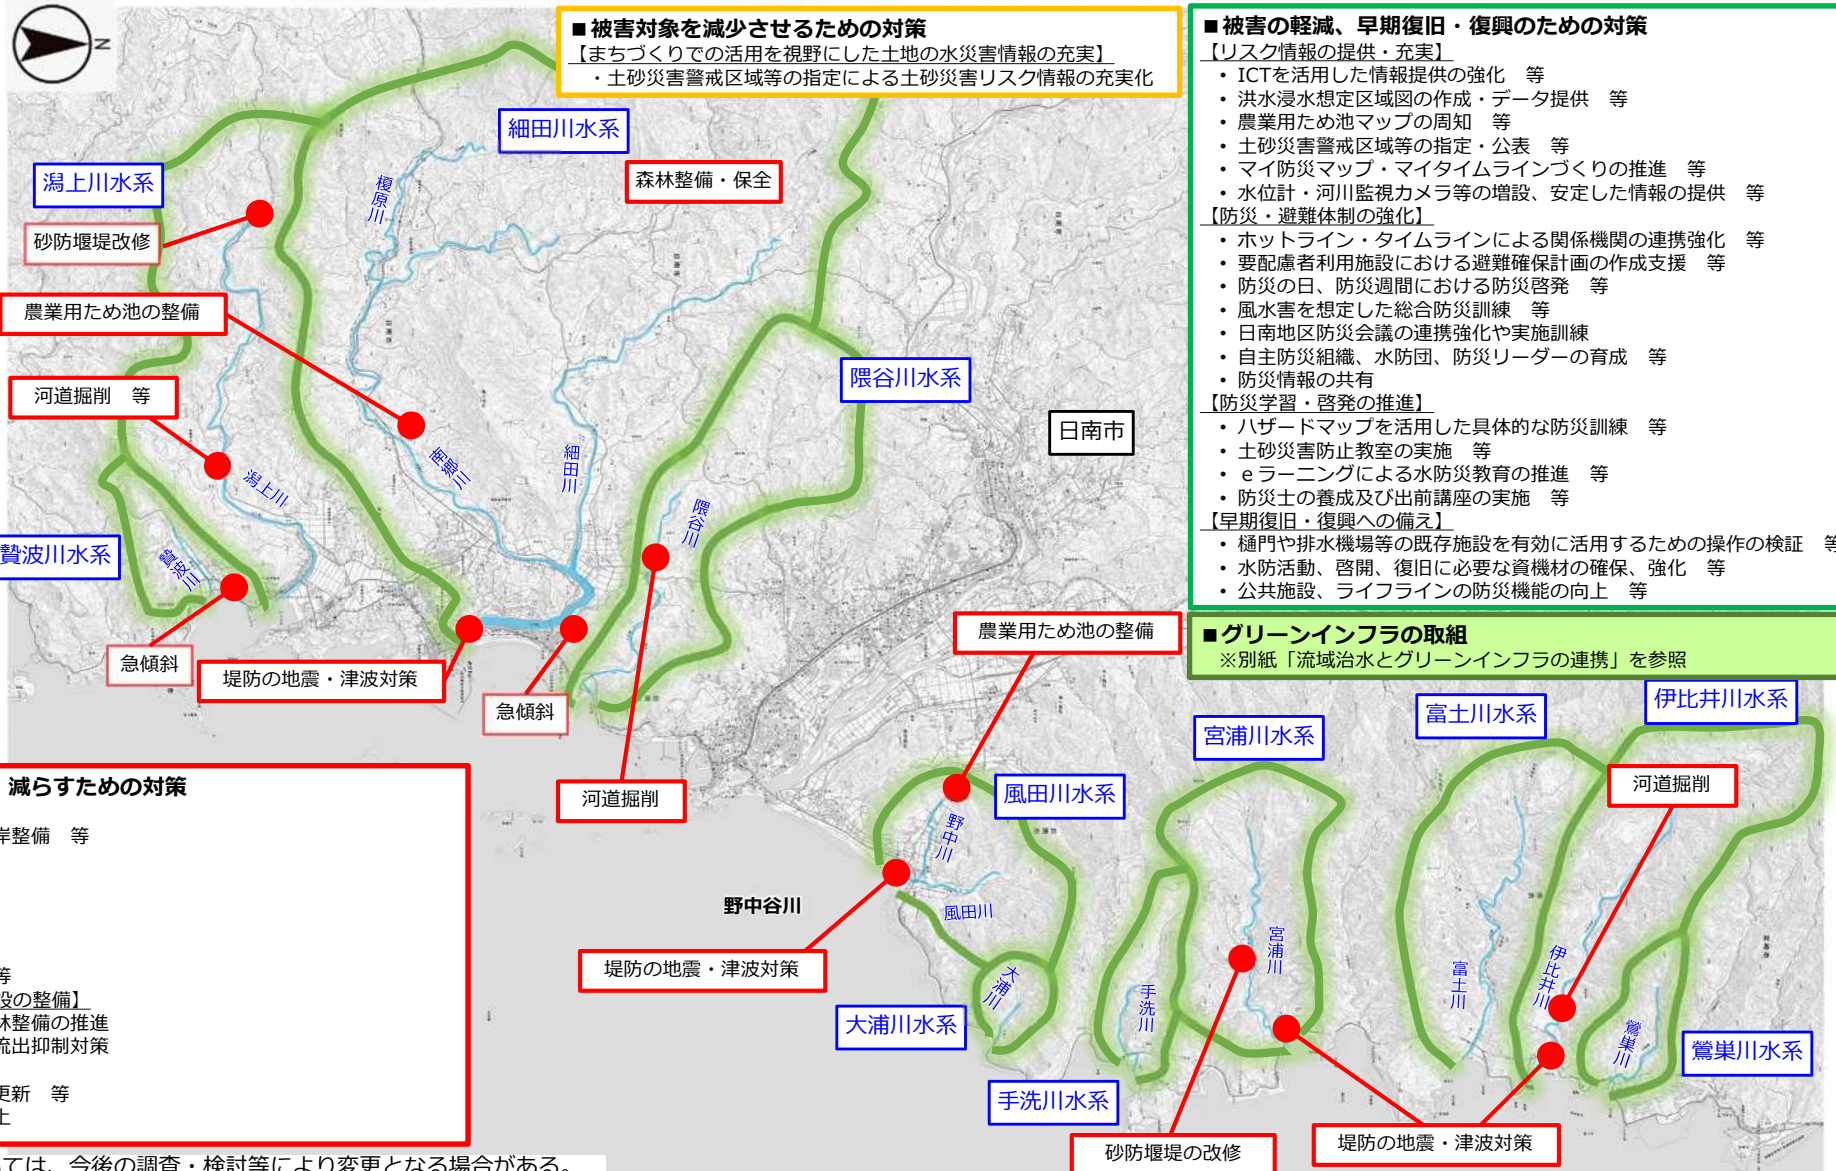 N
■被害対象を減少させるための対策
【まちづくりでの活用を視野にした土地の水災害情報の充実】
・土砂災害警戒区域等の指定による土砂災害リスク情報の充実化
■被害の軽減、早期復旧・復興のための対策
【リスク情報の提供・充実】
• ICTを活用した情報提供の強化　等
• 洪水浸水想定区域図の作成・データ提供　等
• 農業用ため池マップの周知　等
• 土砂災害警戒区域等の指定・公表　等
• マイ防災マップ・マイタイムラインづくりの推進　等
• 水位計・河川監視カメラ等の増設、安定した情報の提供　等
【防災・避難体制の強化】
• ホットライン・タイムラインによる関係機関の連携強化　等
• 要配慮者利用施設における避難確保計画の作成支援　等
• 防災の日、防災週間における防災啓発　等
• 風水害を想定した総合防災訓練　等
• 日南地区防災会議の連携強化や実施訓練
• 自主防災組織、水防団、防災リーダーの育成　等
• 防災情報の共有
【防災学習・啓発の推進】
• ハザードマップを活用した具体的な防災訓練　等
• 土砂災害防止教室の実施　等
• eラーニングによる水防災教育の推進　等
• 防災士の養成及び出前講座の実施　等
【早期復旧・復興への備え】
• 樋門や排水機場等の既存施設を有効に活用するための操作の検証　等
• 水防活動、啓開、復旧に必要な資機材の確保、強化　等
• 公共施設、ライフラインの防災機能の向上　等
■グリーンインフラの取組
※別紙「流域治水とグリーンインフラの連携」を参照
細田川水系
森林整備・保全
潟上川水系
榎原川
砂防堰堤改修
農業用ため池の整備
隈谷川水系
河道掘削　等
日南市
南郷川
細田川
潟上川
隈谷川
贄波川水系
贄波川
急傾斜
堤防の地震・津波対策
急傾斜
農業用ため池の整備
河道掘削
風田川水系
野中川
宮浦川水系
富士川水系
伊比井川水系
河道掘削
野中谷川
風田川
堤防の地震・津波対策
大浦川
大浦川水系
手洗川
宮浦川
富士川
伊比井川
鶯巣川
鶯巣川水系
手洗川水系
砂防堰堤の改修
堤防の地震・津波対策
減らすための対策
岸整備　等
等
設の整備】
林整備の推進
流出抑制対策
更新　等
上
いては、今後の調査・検討等により変更となる場合がある。